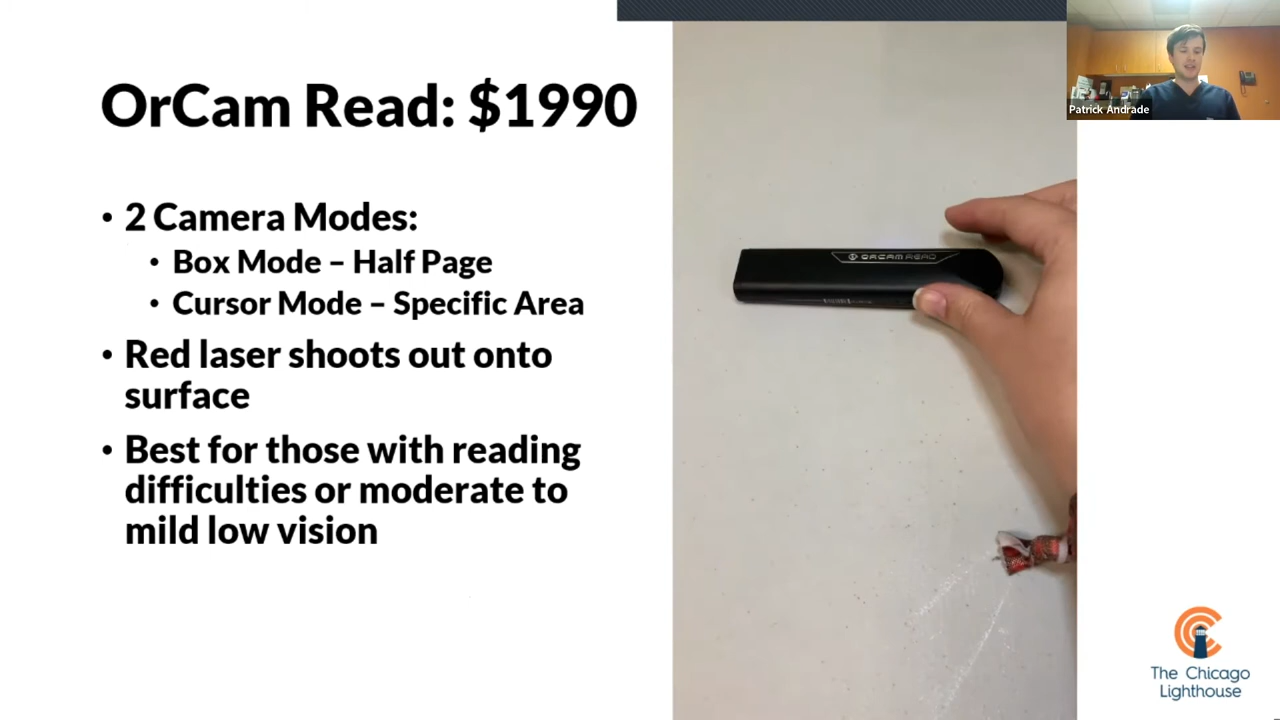 OrCam Read: $1990
• 2 Camera Modes:
• Box Mode – Half Page
• Cursor Mode – Specific Area
• Red laser shoots out onto
surface
• Best for those with reading
difficulties or moderate to
mild low vision
ORCAM READ
Patrick Andrade
The Chicago
Lighthouse